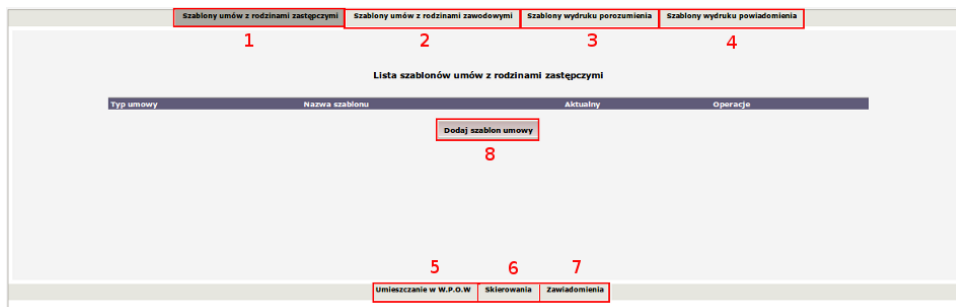 Szablony umów z rodzinami zastępczymi Szablony umów z rodzinami zawodowymi Szablony wydruku porozumienia Szablony wydruku powiadomienia
1 2 3 4
Lista szablonów umów z rodzinami zastępczymi
Typ umowy Nazwa szablonu Aktualny Operacje
Dodaj szablon umowy
8
5 6 7
Umieszczanie w W.P.O.W Skierowania Zawiadomienia